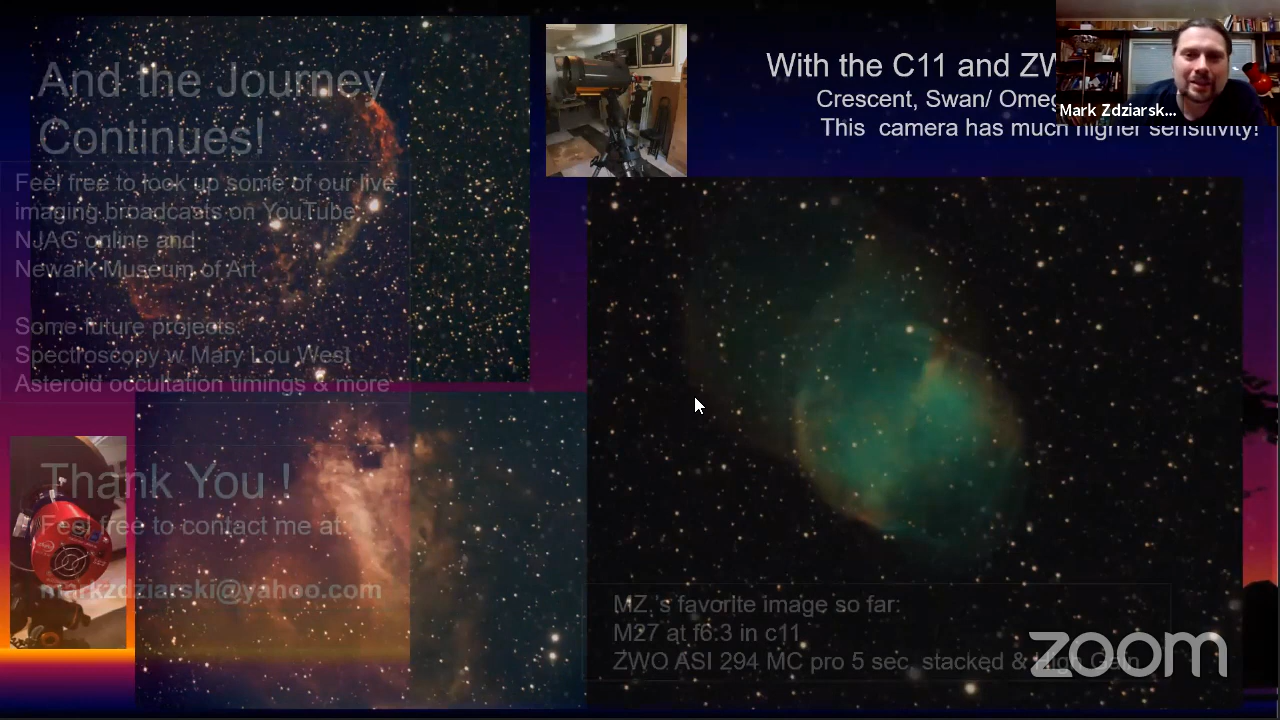 And the Journey
Continues!
Feel free to look up some of our live
imaging broadcasts on YouTube
NJAG online and
Newark Museum of Art
Some future projects:
Spectroscopy w Mary Lou West
Asteroid occultation timings & more
Thank You !
Feel free to contact me at:
markzdziarski@yahoo.com
With the C11 and ZW
Crescent, Swan/ Omeg
This camera has much higher sensitivity!
Mark Zdziarsk...
MZ,'s favorite image so far:
M27 at f6:3 in c11
ZWO ASI 294 MC pro 5 sec stacked & High Gain
zoom